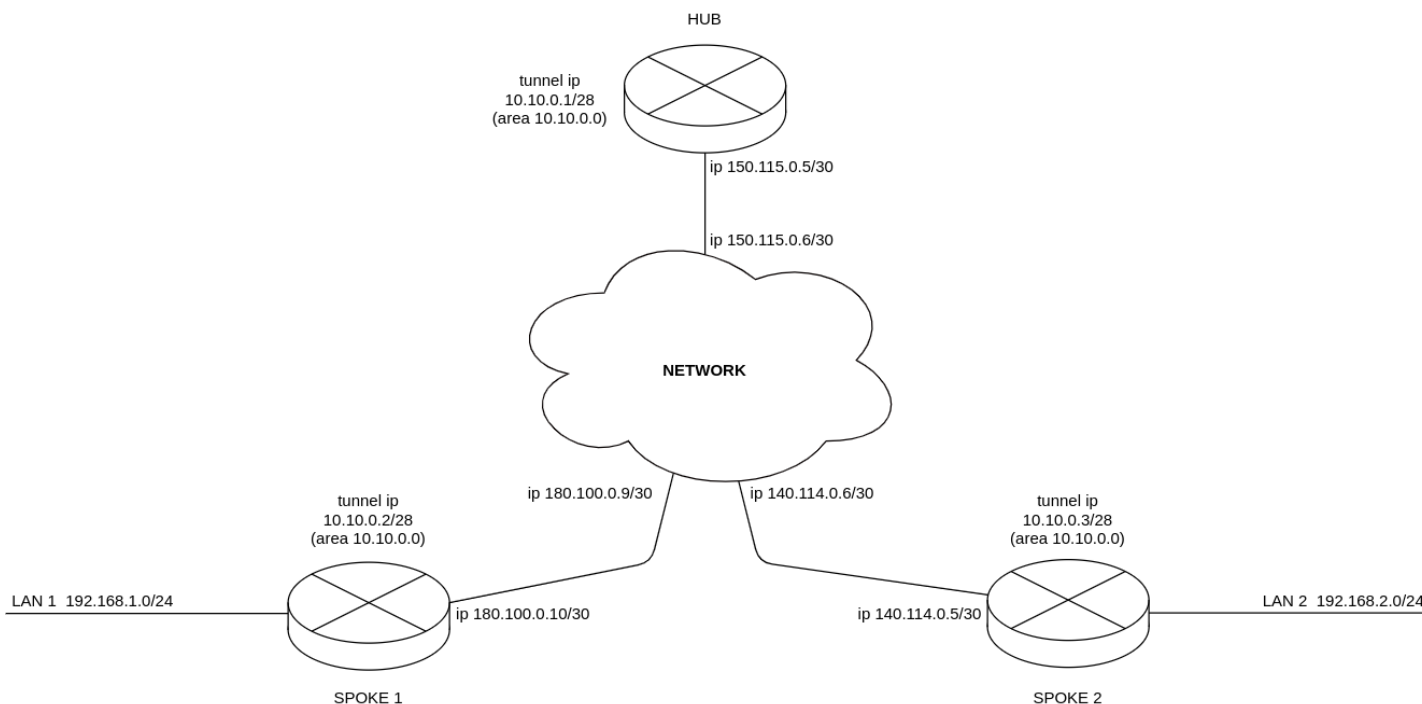 HUB
tunnel ip
10.10.0.1/28
(area 10.10.0.0)
ip 150.115.0.5/30
ip 150.115.0.6/30
NETWORK
ip 180.100.0.9/30
ip 140.114.0.6/30
tunnel ip
10.10.0.2/28
(area 10.10.0.0)
tunnel ip
10.10.0.3/28
(area 10.10.0.0)
LAN 1  192.168.1.0/24
ip 180.100.0.10/30
ip 140.114.0.5/30
LAN 2  192.168.2.0/24
SPOKE 1
SPOKE 2